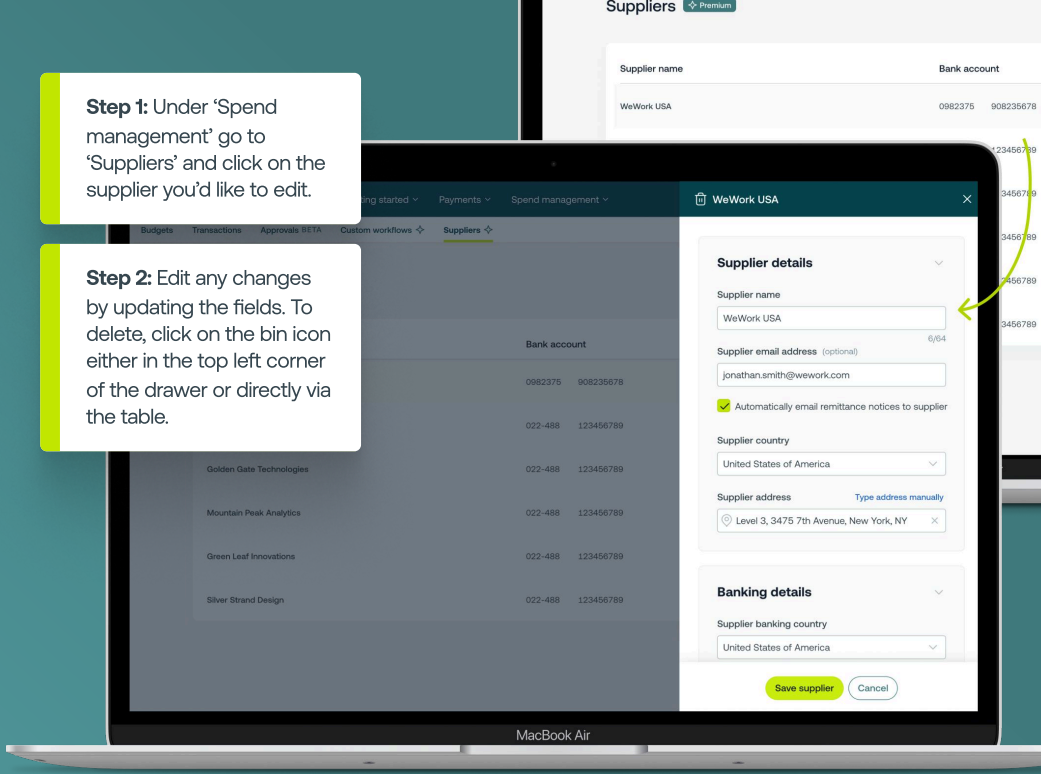 Suppliers Premium
Supplier name Bank account
WeWork USA 0982375 908235678
123456789
3456789
3456789
3456789
3456789
Step 1: Under ‘Spend
management’ go to
‘Suppliers’ and click on the
supplier you’d like to edit.
Step 2: Edit any changes
by updating the fields. To
delete, click on the bin icon
either in the top left corner
of the drawer or directly via
the table.
ting started Payments Spend management
Budgets Transactions Approvals BETA Custom workflows Suppliers
Bank account
0982375 908235678
022-488 123456789
Golden Gate Technologies 022-488 123456789
Mountain Peak Analytics 022-488 123456789
Green Leaf Innovations 022-488 123456789
Silver Strand Design 022-488 123456789
WeWork USA
Supplier details
Supplier name
WeWork USA
6/64
Supplier email address (optional)
jonathan.smith@wework.com
Automatically email remittance notices to supplier
Supplier country
United States of America
Supplier address Type address manually
Level 3, 3475 7th Avenue, New York, NY
Banking details
Supplier banking country
United States of America
Save supplier Cancel
MacBook Air